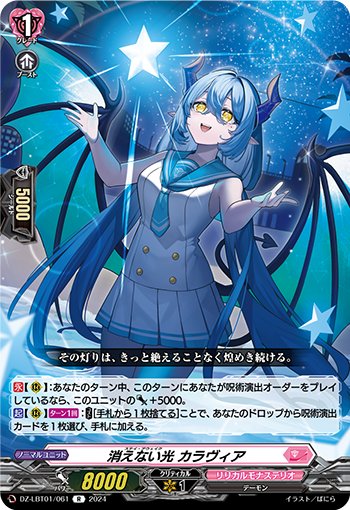 1
グレード
ブースト
5000
シールド
その灯りは、きっと絶えることなく煌めき続ける。
永【R】：あなたのターン中、このターンにあなたが呪術演出オーダーをプレイ
しているなら、このユニットの+5000。
起【R】【ターン1回】：【手札から1枚捨てる】ことで、あなたのドロップから呪術演出
カードを1枚選び、手札に加える。
ノーマルユニット
消えない光 カラヴィア
リリカルモナステリオ
パワー
8000
クリティカル
1
デーモン
DZ-LBT01/061 R 2024
イラスト/ぱにら